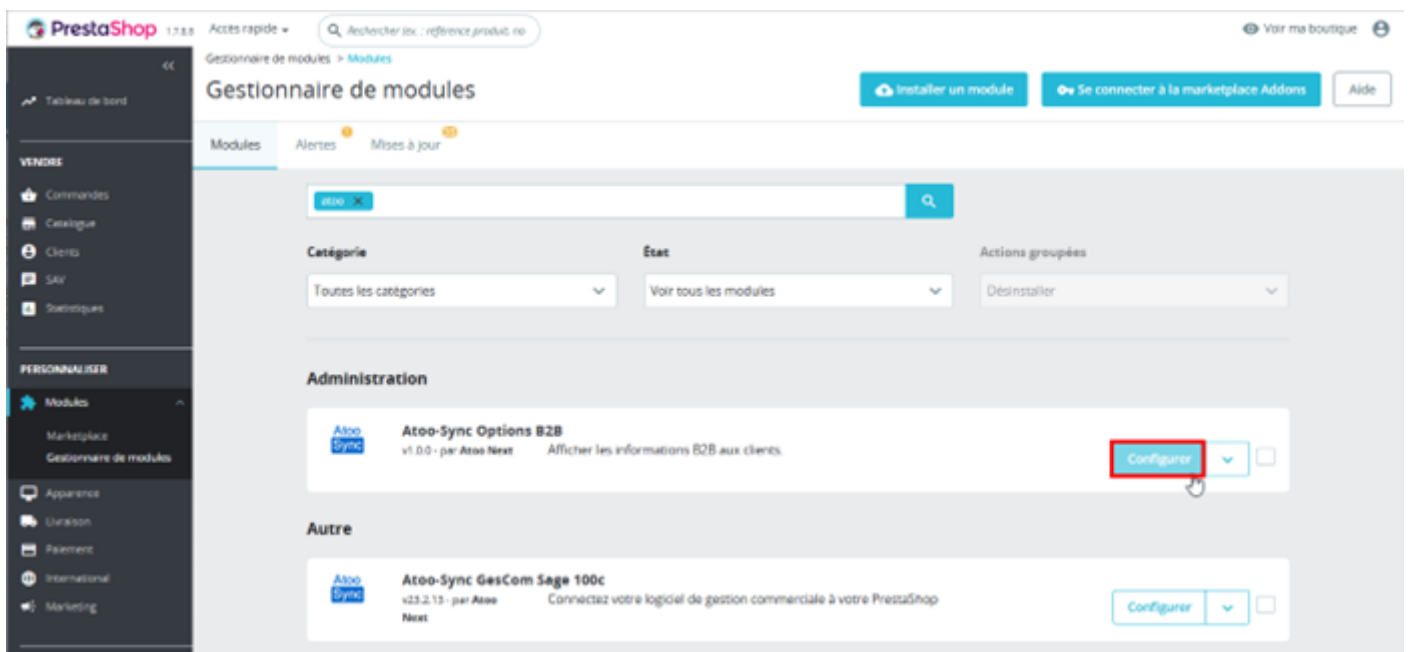 PrestaShop 1.7.8.8 Accès rapide Rechercher (ex. : référence produit, no Voir ma boutique
Gestionnaire de modules > Modules
Gestionnaire de modules
Installer un module Se connecter à la marketplace Addons Aide
Tableau de bord
Modules Alertes Mises à jour
VENDRE
Commandes
Catalogue
Clients
SAV
Statistiques
PERSONNALISER
Modules
Marketplace
Gestionnaire de modules
Apparence
Livraison
Paiement
International
Marketing
atoo
Catégorie État Actions groupées
Toutes les catégories Voir tous les modules Désinstaller
Administration
Atoo
Sync
Atoo-Sync Options B2B
v1.0.0 - par Atoo Next Afficher les informations B2B aux clients.
Configurer
Autre
Atoo
Sync
Atoo-Sync GesCom Sage 100c
v23.2.13 - par Atoo Next Connectez votre logiciel de gestion commerciale à votre PrestaShop
Configurer